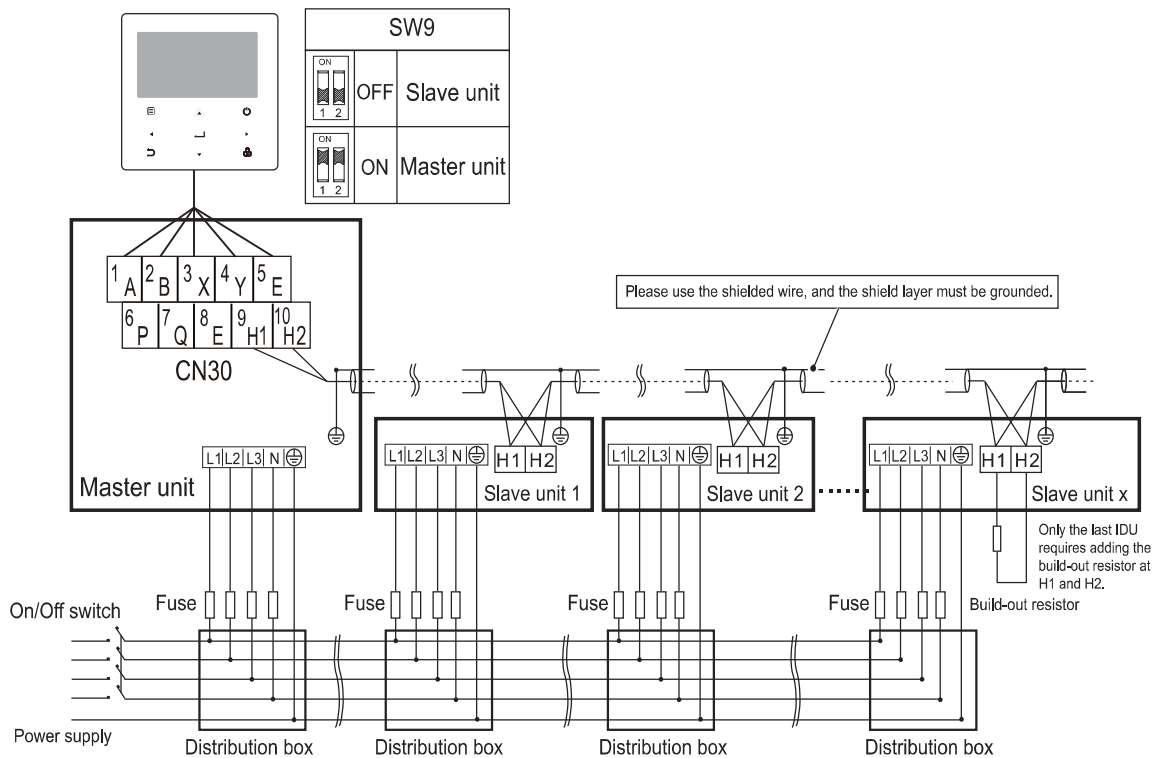 SW9
ON
1 2
OFF
Slave unit
ON
1 2
ON
Master unit
1 A 2 B 3 X 4 Y 5 E
6 P 7 Q 8 E 9 H1 10 H2
CN30
Please use the shielded wire, and the shield layer must be grounded.
L1 L2 L3 N
Master unit
L1 L2 L3 N
H1 H2
Slave unit 1
L1 L2 L3 N
H1 H2
Slave unit 2
L1 L2 L3 N
H1 H2
Slave unit x
Only the last IDU
requires adding the
build-out resistor at
H1 and H2.
Build-out resistor
On/Off switch
Fuse
Fuse
Fuse
Fuse
Power supply
Distribution box
Distribution box
Distribution box
Distribution box